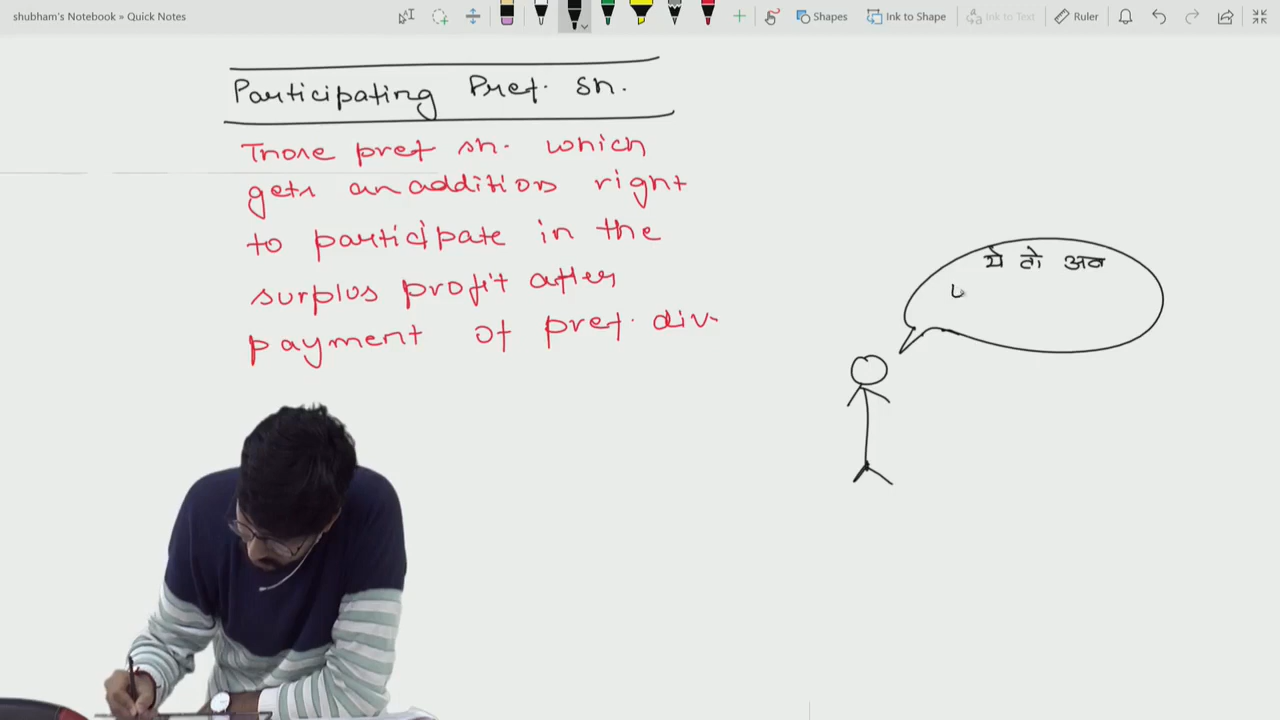 shubham's Notebook » Quick Notes
Shapes Ink to Shape Ink to Text Ruler
Participating Pref. Sh.
Those pref sh. which
gets an addition right
to participate in the
surplus profit after
payment of pref. div.
ये तो अब